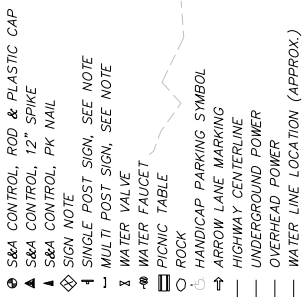 S&A CONTROL, ROD & PLASTIC CAP
S&A CONTROL, 12" SPIKE
S&A CONTROL, PK NAIL
SIGN NOTE
SINGLE POST SIGN, SEE NOTE
MULTI POST SIGN, SEE NOTE
WATER VALVE
WATER FAUCET
PICNIC TABLE
ROCK
HANDICAP PARKING SYMBOL
ARROW LANE MARKING
HIGHWAY CENTERLINE
UNDERGROUND POWER
OVERHEAD POWER
WATER LINE LOCATION (APPROX.)